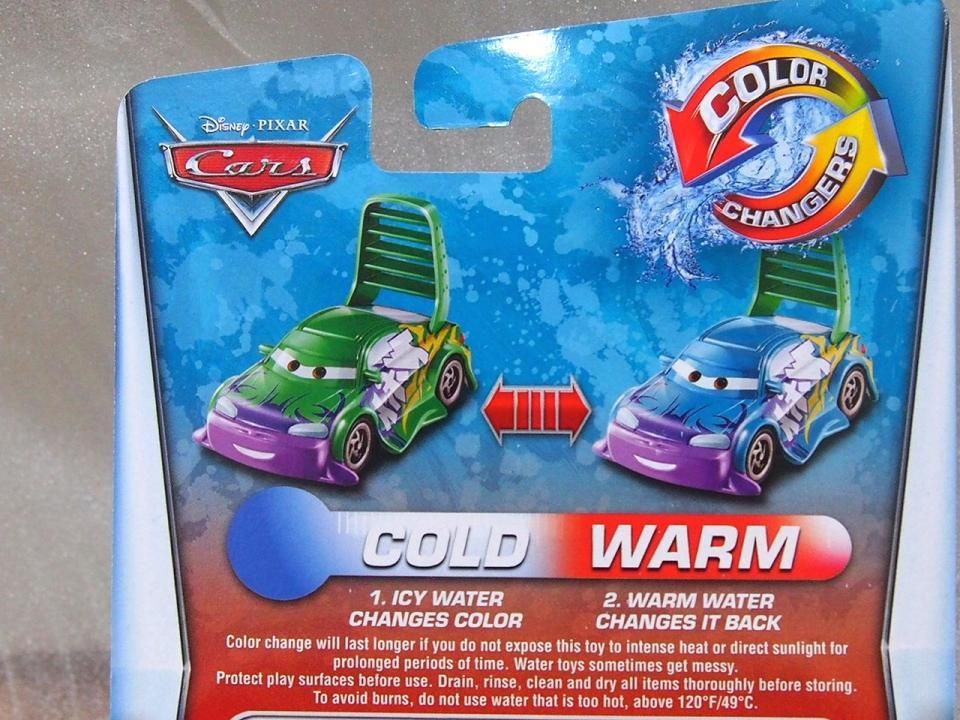 DISNEY · PIXAR
Cars
COLOR
CHANGERS
COLD WARM
1. ICY WATER
CHANGES COLOR
2. WARM WATER
CHANGES IT BACK
Color change will last longer if you do not expose this toy to intense heat or direct sunlight for
prolonged periods of time. Water toys sometimes get messy.
Protect play surfaces before use. Drain, rinse, clean and dry all items thoroughly before storing.
To avoid burns, do not use water that is too hot, above 120°F/49°C.